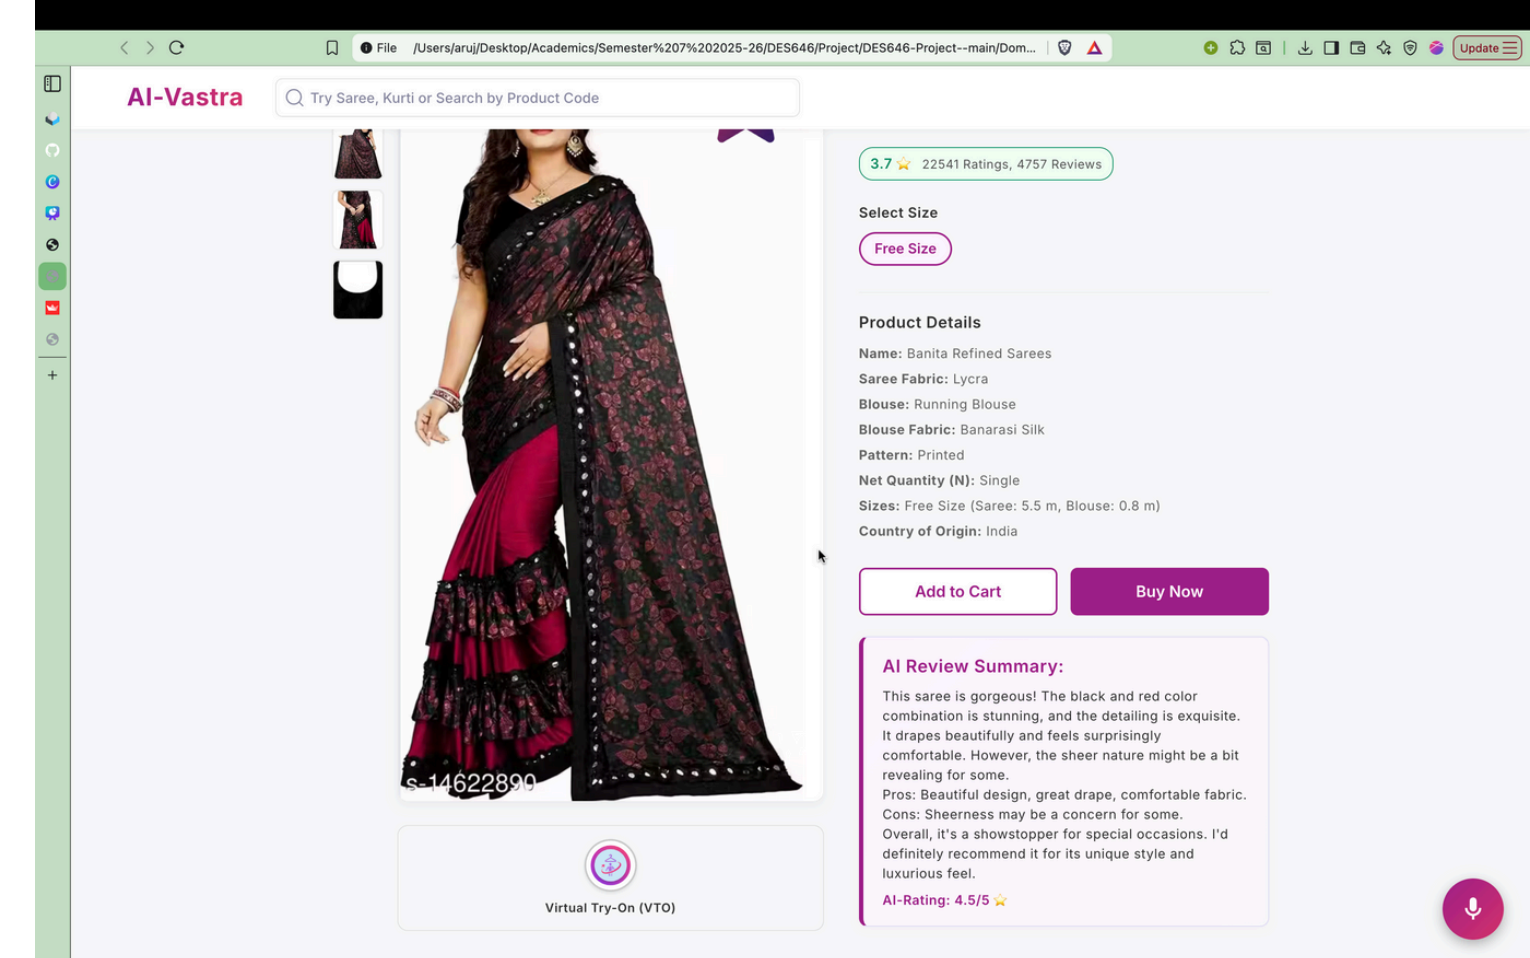 File /Users/aruj/Desktop/Academics/Semester%207%202025-26/DES646/Project/DES646-Project--main/Dom...
Update
AI-Vastra
Try Saree, Kurti or Search by Product Code
3.7 22541 Ratings, 4757 Reviews
Select Size
Free Size
Product Details
Name: Banita Refined Sarees
Saree Fabric: Lycra
Blouse: Running Blouse
Blouse Fabric: Banarasi Silk
Pattern: Printed
Net Quantity (N): Single
Sizes: Free Size (Saree: 5.5 m, Blouse: 0.8 m)
Country of Origin: India
Add to Cart
Buy Now
AI Review Summary:
This saree is gorgeous! The black and red color
combination is stunning, and the detailing is exquisite.
It drapes beautifully and feels surprisingly
comfortable. However, the sheer nature might be a bit
revealing for some.
Pros: Beautiful design, great drape, comfortable fabric.
Cons: Sheerness may be a concern for some.
Overall, it's a showstopper for special occasions. I'd
definitely recommend it for its unique style and
luxurious feel.
AI-Rating: 4.5/5
s-14622890
Virtual Try-On (VTO)